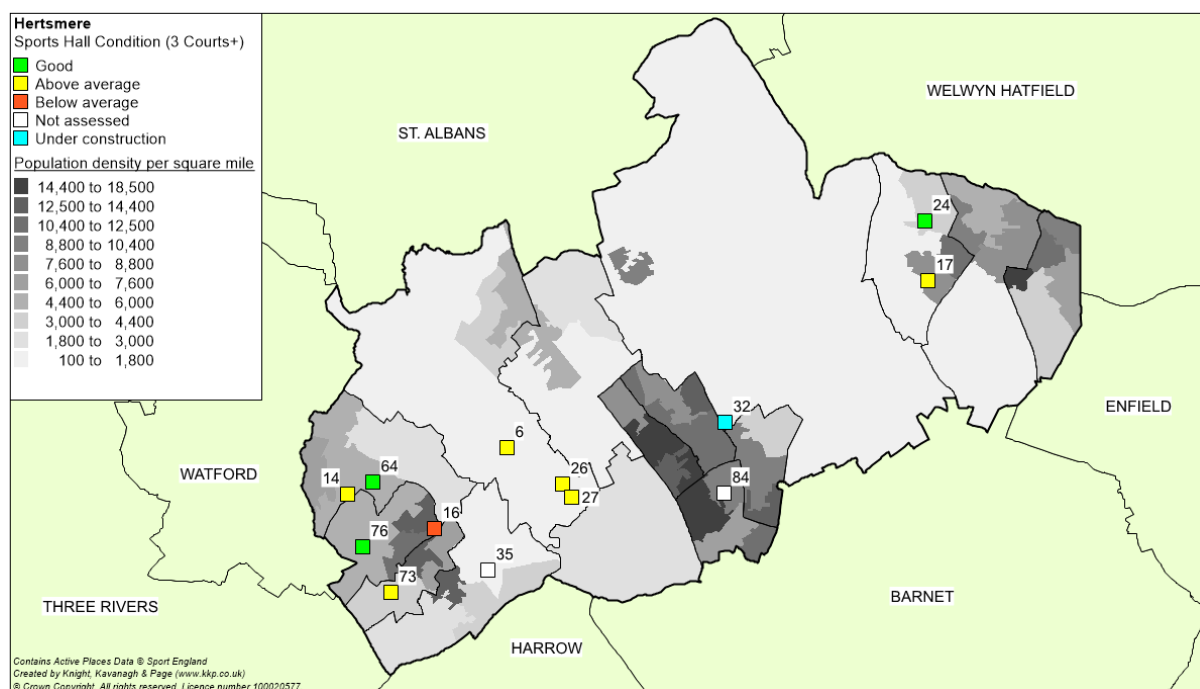 Hertsmere
Sports Hall Condition (3 Courts+)
Good
Above average
Below average
Not assessed
Under construction
Population density per square mile
14,400 to 18,500
12,500 to 14,400
10,400 to 12,500
8,800 to 10,400
7,600 to 8,800
6,000 to 7,600
4,400 to 6,000
3,000 to 4,400
1,800 to 3,000
100 to 1,800
WELWYN HATFIELD
ST. ALBANS
24
17
32
ENFIELD
6
WATFORD
64
14
26
27
84
16
76
35
73
BARNET
THREE RIVERS
HARROW
Contains Active Places Data ® Sport England
Created by Knight, Kavanagh & Page (www.kkp.co.uk)
© Crown Copyright. All rights reserved. Licence number 100020577